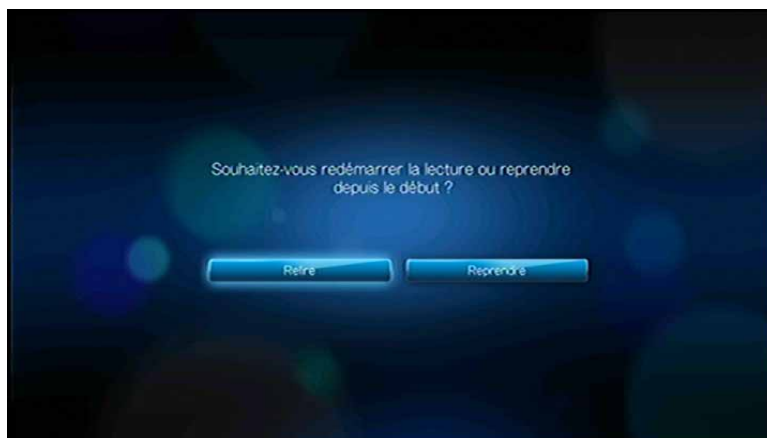 Souhaitez-vous redémarrer la lecture ou reprendre
depuis le début ?
Relire
Reprendre